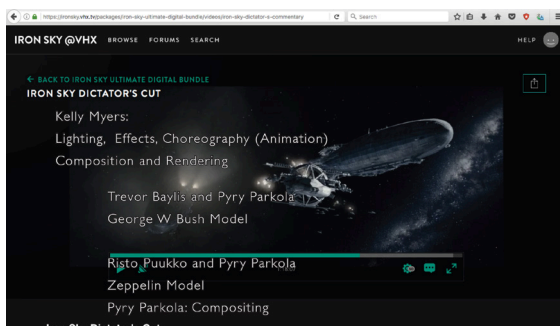 https://ironsky.vhx.tv/packages/iron-sky-ultimate-digital-bundle/videos/iron-sky-dictator-s-commentary
Search
IRON SKY @VHX BROWSE FORUMS SEARCH HELP
← BACK TO IRON SKY ULTIMATE DIGITAL BUNDLE
IRON SKY DICTATOR'S CUT
Kelly Myers:
Lighting, Effects, Choreography (Animation)
Composition and Rendering
Trevor Baylis and Pyry Parkola
George W Bush Model
Risto Puukko and Pyry Parkola
Zeppelin Model
Pyry Parkola: Compositing